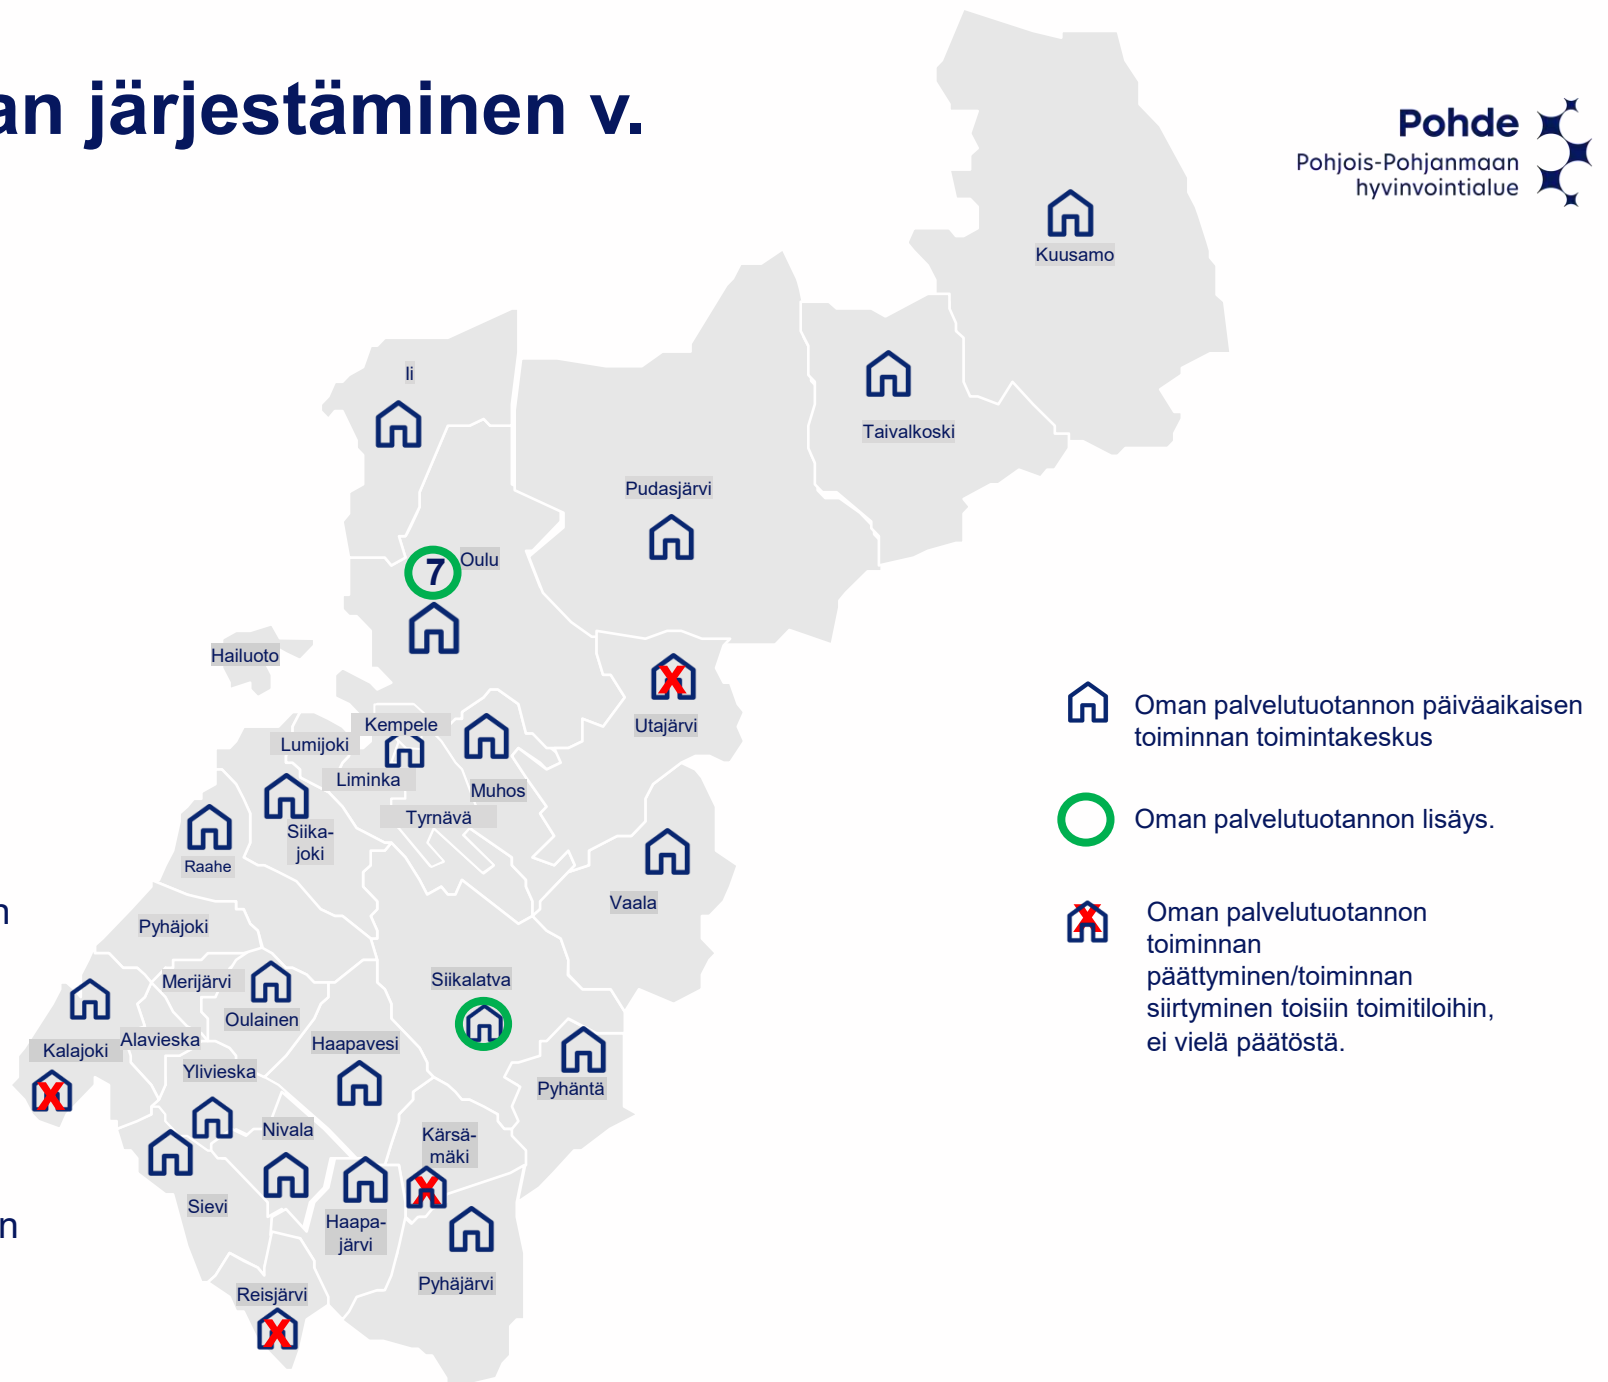 an järjestäminen v.
Pohde
Pohjois-Pohjanmaan
hyvinvointialue
Kuusamo
Ii
Taivalkoski
Pudasjärvi
Oulu
7
Hailuoto
X
Utajärvi
Kempele
Lumijoki
Liminka
Muhos
Tyrnävä
Siika-
joki
Raahe
Vaala
n
Pyhäjoki
Siikalatva
Merijärvi
Oulainen
Alavieska
Haapavesi
Kalajoki
X
Ylivieska
Pyhäntä
Nivala
Kärsä-
mäki
X
Sievi
Haapa-
järvi
n
Pyhäjärvi
Reisjärvi
X
Oman palvelutuotannon päiväaikaisen
toiminnan toimintakeskus
Oman palvelutuotannon lisäys.
X
Oman palvelutuotannon
toiminnan
päättyminen/toiminnan
siirtyminen toisiin toimitiloihin,
ei vielä päätöstä.